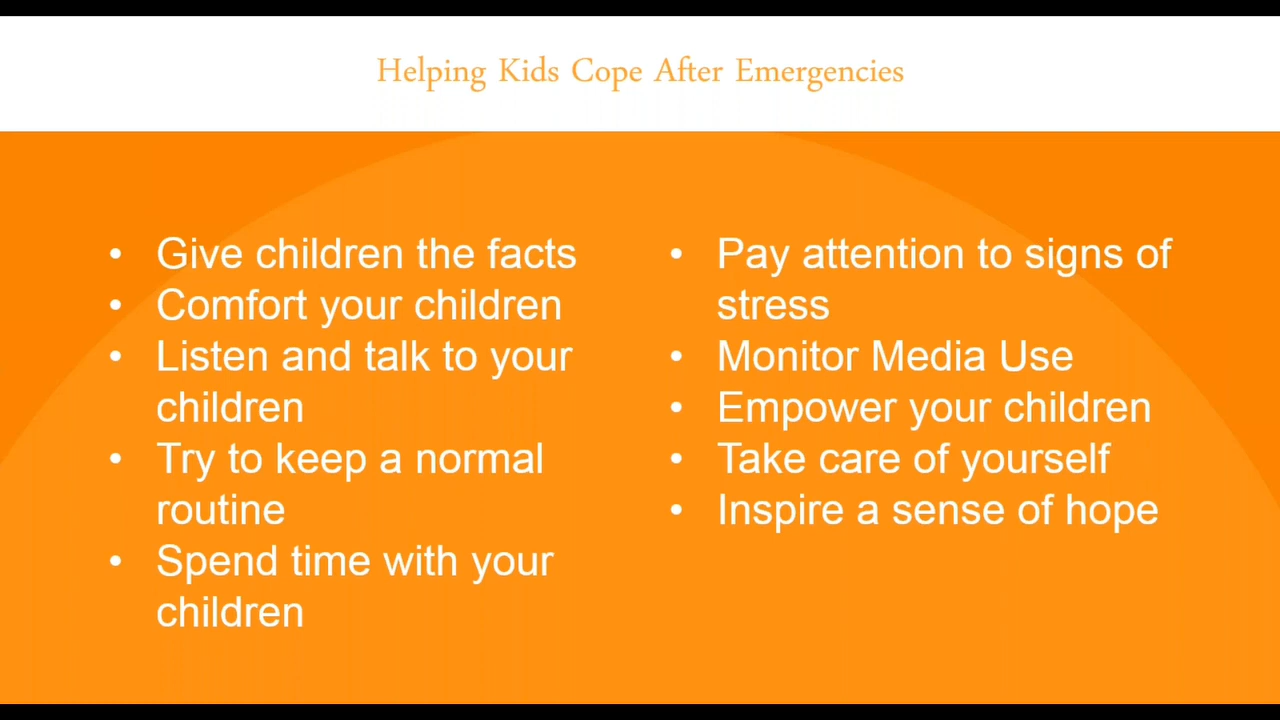 Helping Kids Cope After Emergencies
• Give children the facts
• Comfort your children
• Listen and talk to your
children
• Try to keep a normal
routine
• Spend time with your
children
• Pay attention to signs of
stress
• Monitor Media Use
• Empower your children
• Take care of yourself
• Inspire a sense of hope